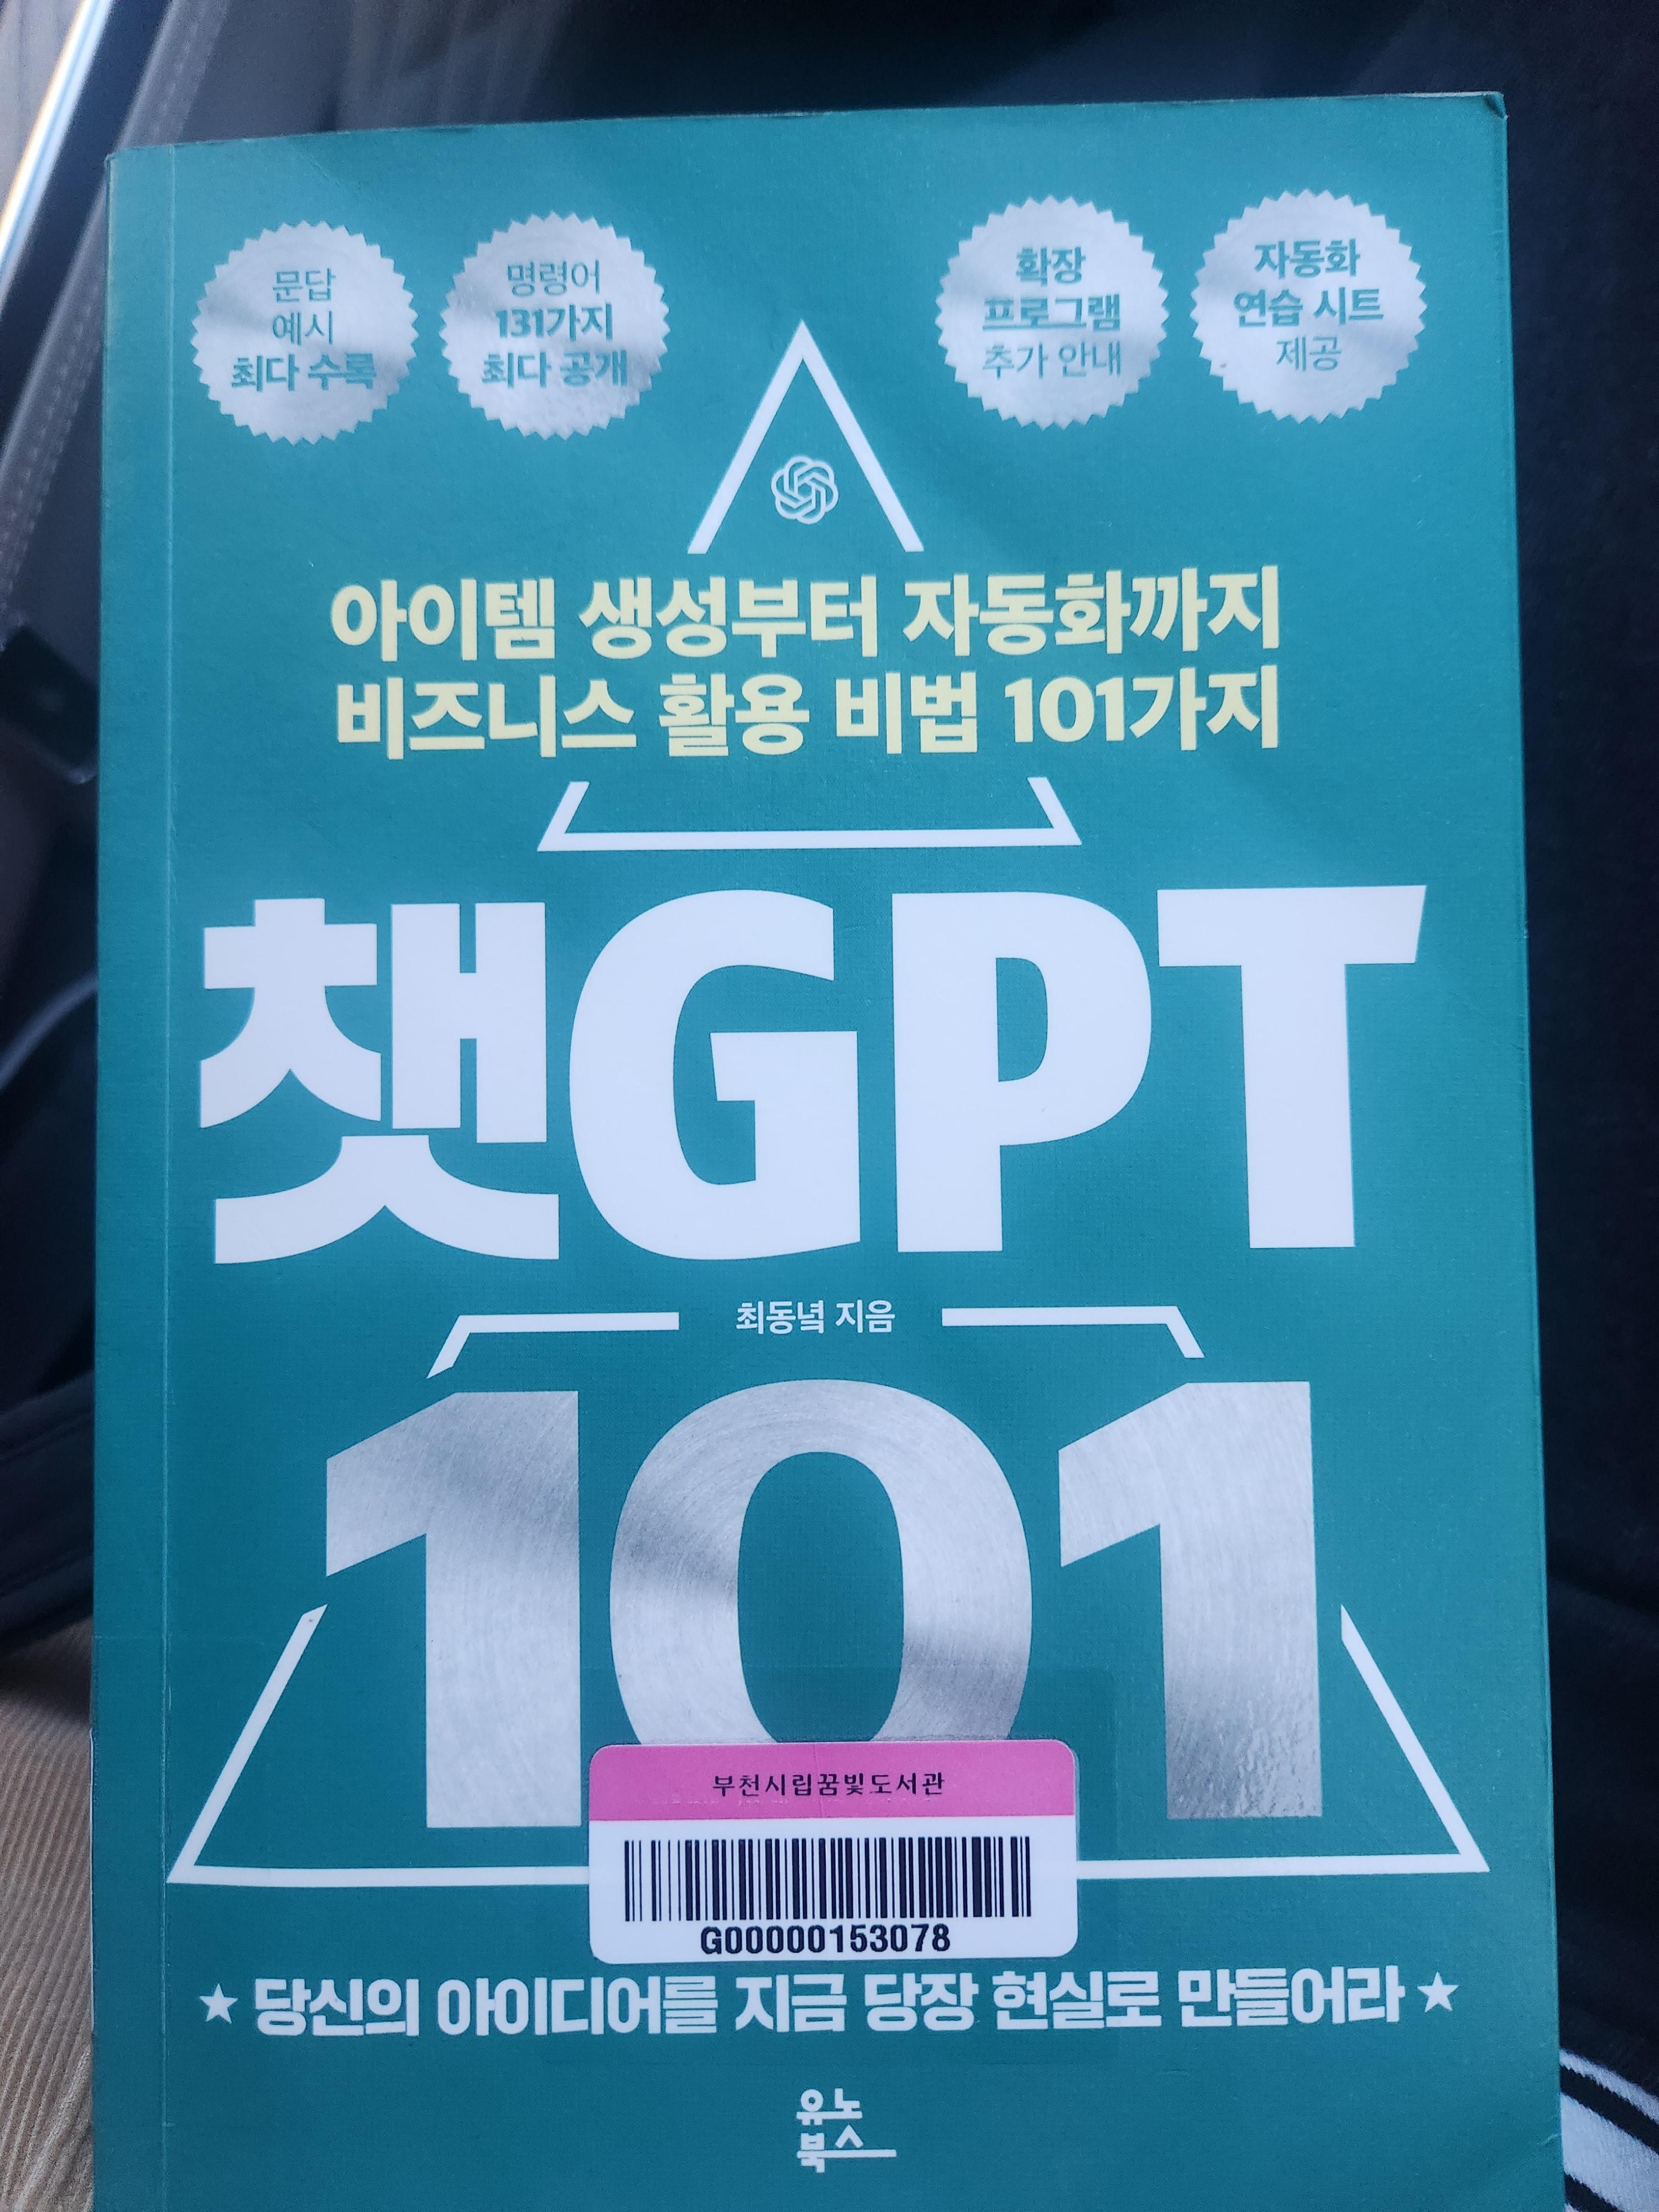 문답
예시
최다 수록
명령어
131가지
최다 공개
확장
프로그램
추가 안내
자동화
연습 시트
제공
아이템 생성부터 자동화까지
비즈니스 활용 비법 101가지
챗GPT
최동녘 지음
101
부천시립꿈빛도서관
G00000153078
★ 당신의 아이디어를 지금 당장 현실로 만들어라 ★
유노
북스